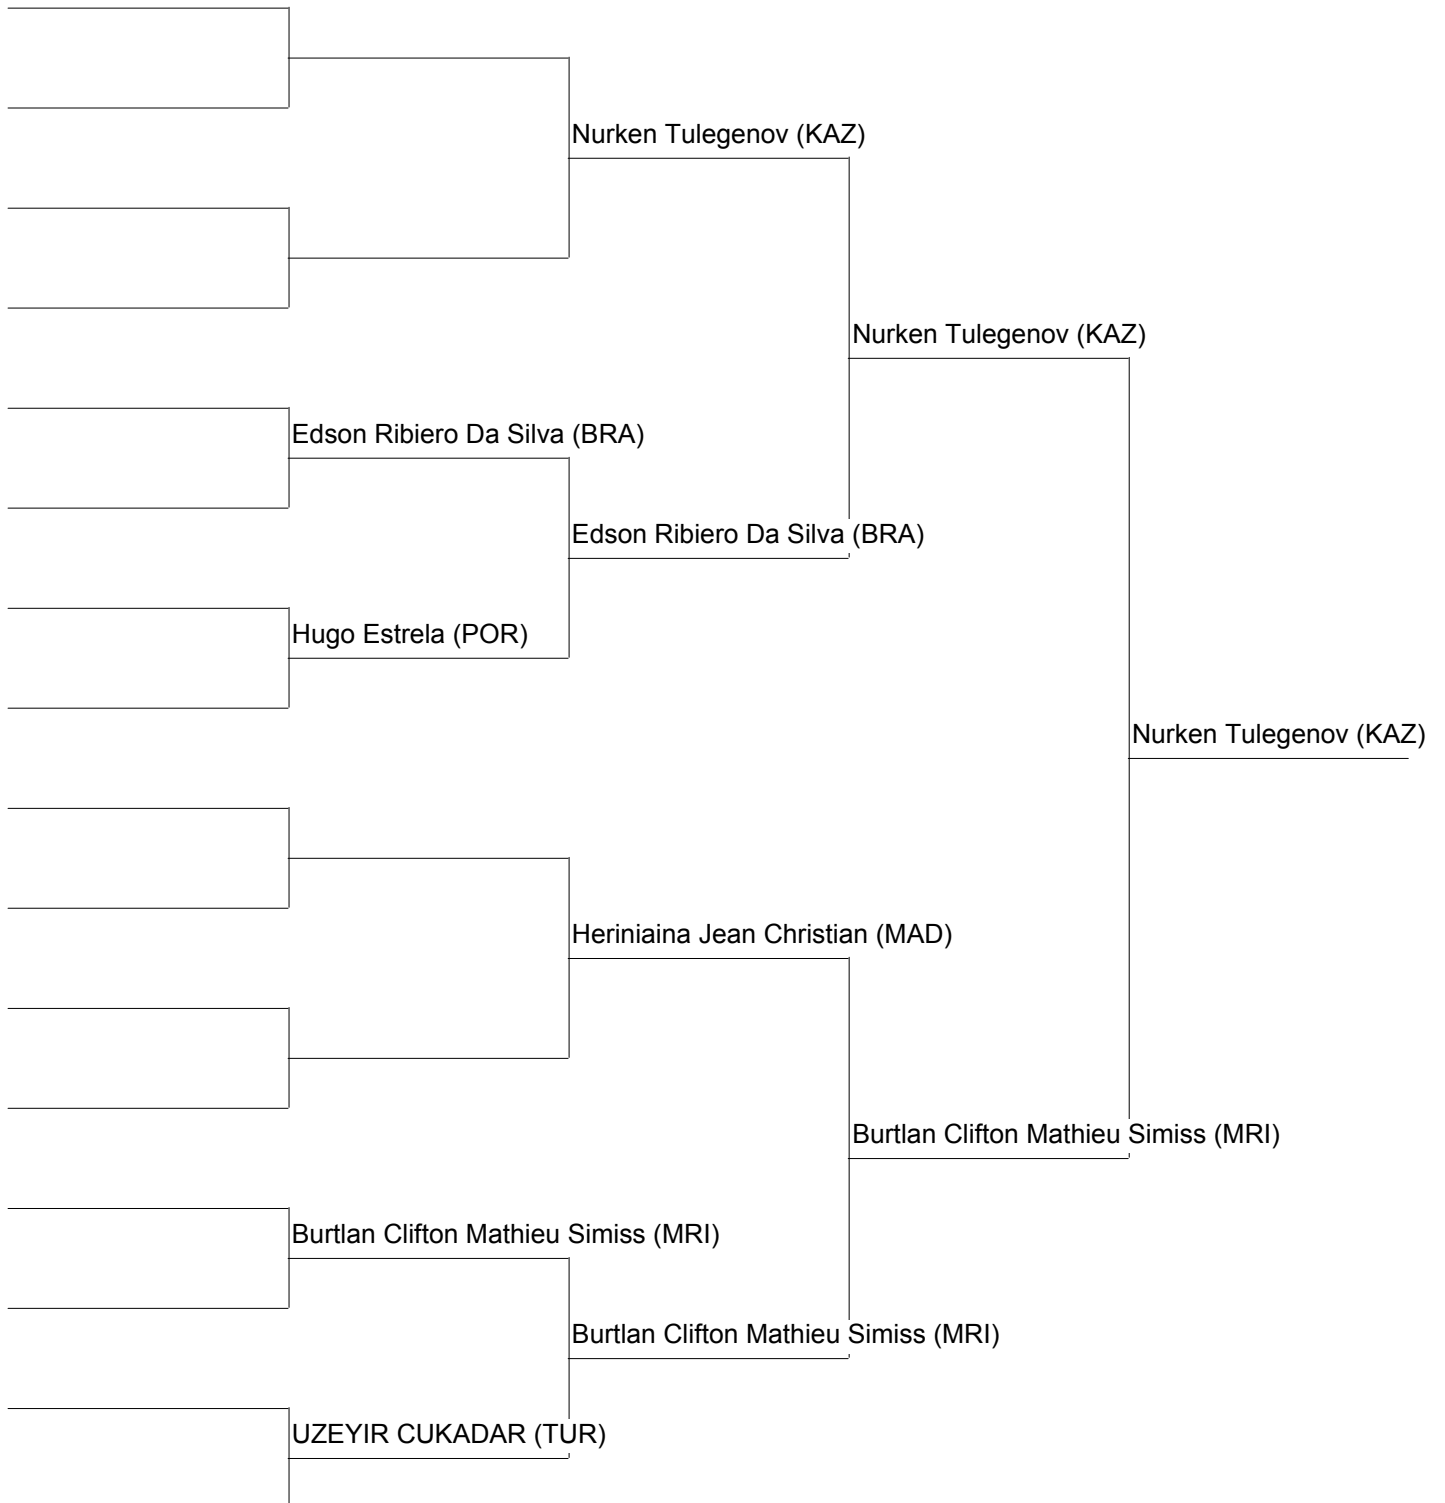 Nurken Tulegenov (KAZ)
Nurken Tulegenov (KAZ)
Edson Ribiero Da Silva (BRA)
Edson Ribiero Da Silva (BRA)
Hugo Estrela (POR)
Nurken Tulegenov (KAZ)
Heriniaina Jean Christian (MAD)
Burtlan Clifton Mathieu Simiss (MRI)
Burtlan Clifton Mathieu Simiss (MRI)
Burtlan Clifton Mathieu Simiss (MRI)
UZEYIR CUKADAR (TUR)